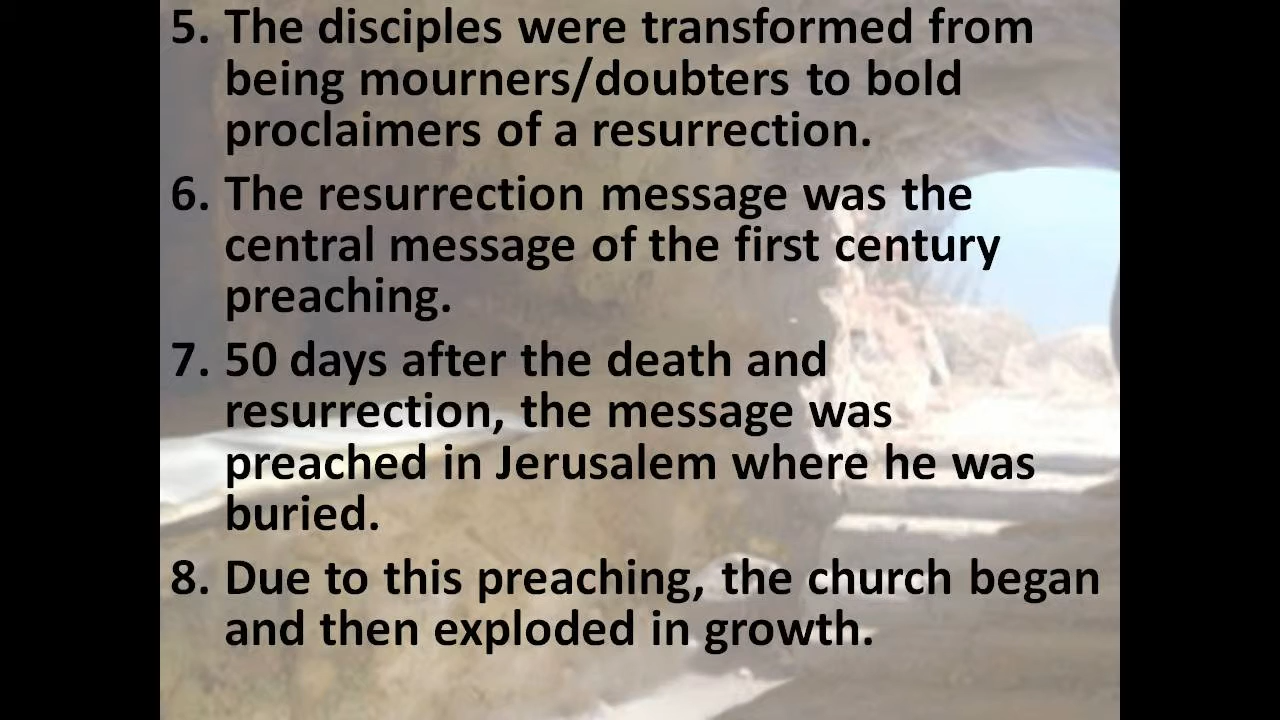 5. The disciples were transformed from
being mourners/doubters to bold
proclaimers of a resurrection.
6. The resurrection message was the
central message of the first century
preaching.
7. 50 days after the death and
resurrection, the message was
preached in Jerusalem where he was
buried.
8. Due to this preaching, the church began
and then exploded in growth.